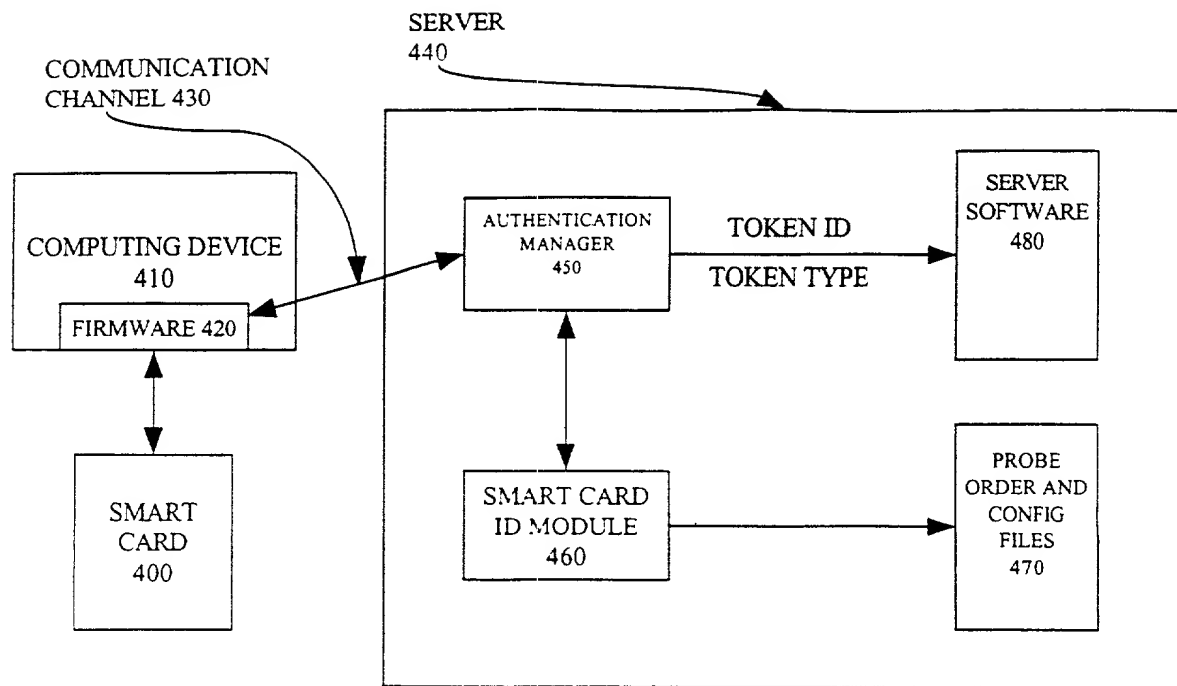 SERVER
440
COMMUNICATION
CHANNEL 430
COMPUTING DEVICE
410
FIRMWARE 420
SMART
CARD
400
AUTHENTICATION
MANAGER
450
TOKEN ID
TOKEN TYPE
SERVER
SOFTWARE
480
SMART CARD
ID MODULE
460
PROBE
ORDER AND
CONFIG
FILES
470